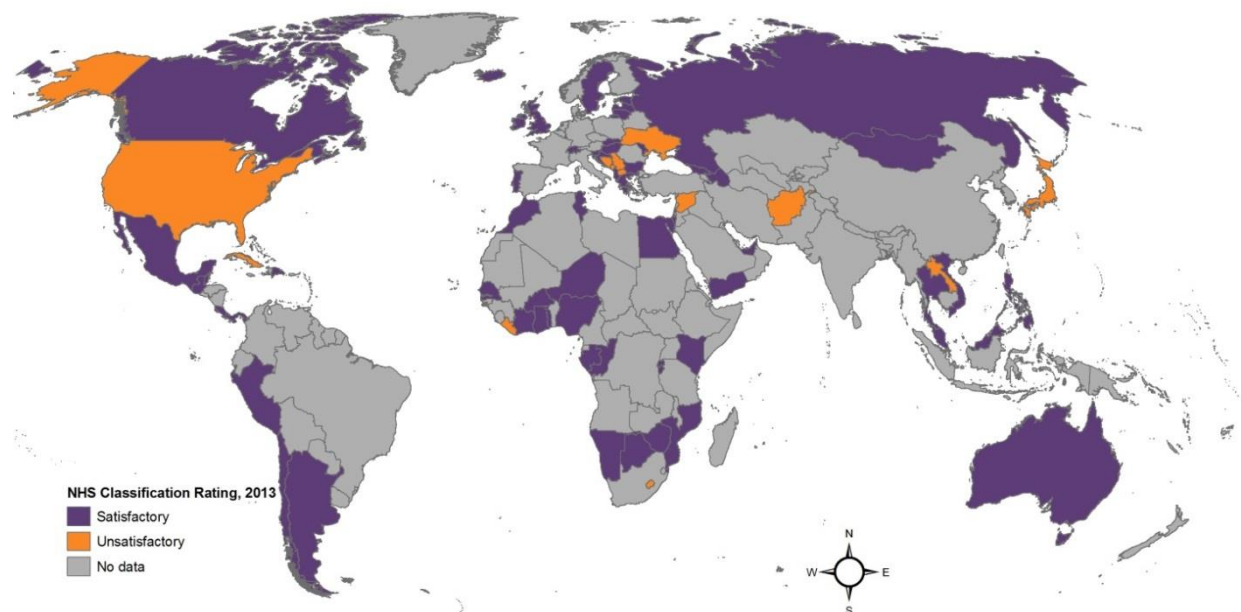 NHS Classification Rating, 2013
Satisfactory
Unsatisfactory
No data
N
W E
S